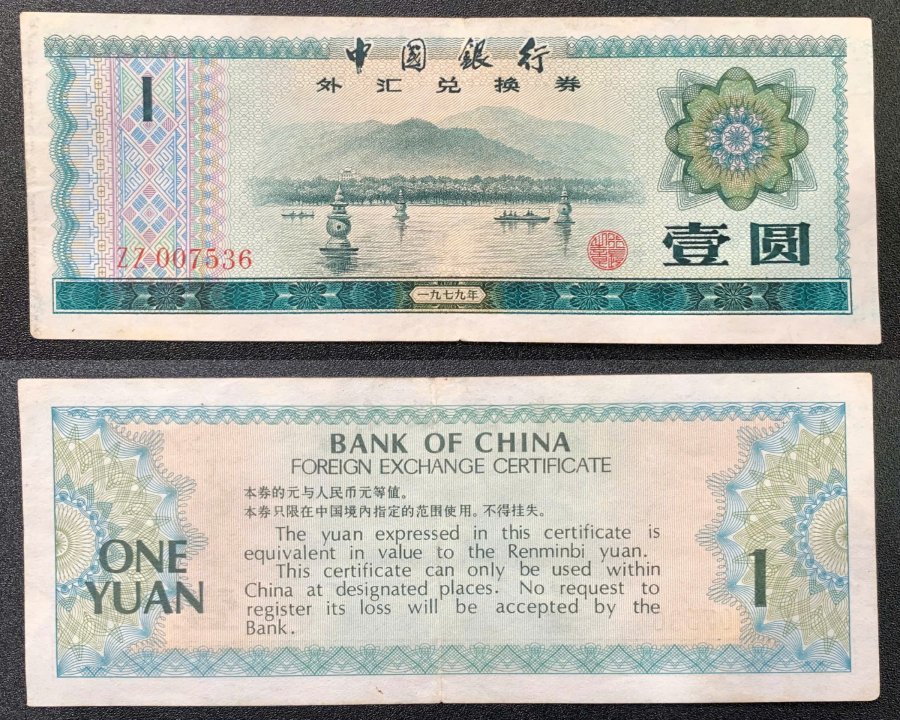 中國銀行
外汇兑换券
1
ZZ 007536
壹圆
一九七九年
BANK OF CHINA
FOREIGN EXCHANGE CERTIFICATE
本券的元与人民币元等值。
本券只限在中国境内指定的范围使用。不得挂失。
The yuan expressed in this certificate is
equivalent in value to the Renminbi yuan.
This certificate can only be used within
China at designated places. No request to
register its loss will be accepted by the
Bank.
ONE
YUAN
1